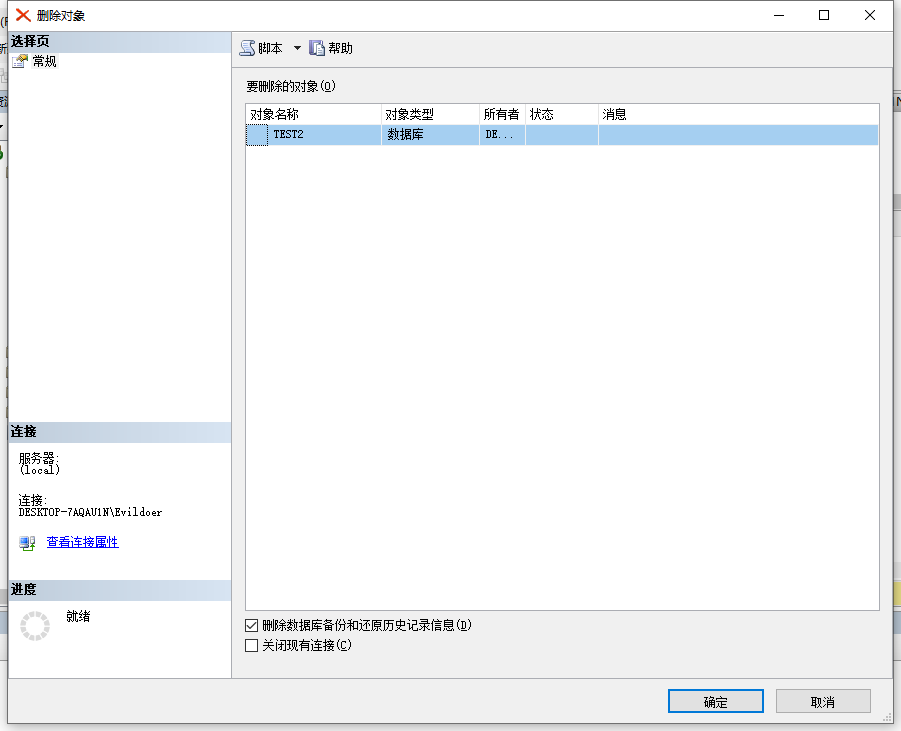 删除对象
选择页
常规
脚本
帮助
要删除的对象(O)
对象名称 对象类型 所有者 状态 消息
TEST2 数据库 DE...
连接
服务器:
(local)
连接:
DESKTOP-7AQAU1N\Evildoer
查看连接属性
进度
就绪
删除数据库备份和还原历史记录信息(D)
关闭现有连接(C)
确定
取消